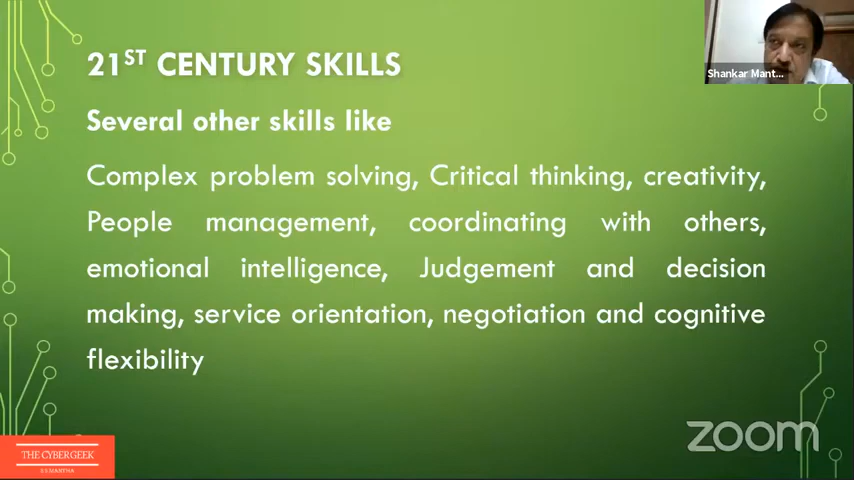 21ST CENTURY SKILLS
Shankar Mant...
Several other skills like
Complex problem solving, Critical thinking, creativity,
People management, coordinating with others,
emotional intelligence, Judgement and decision
making, service orientation, negotiation and cognitive
flexibility
zoom
THE CYBERGEEK
S S MANTHA